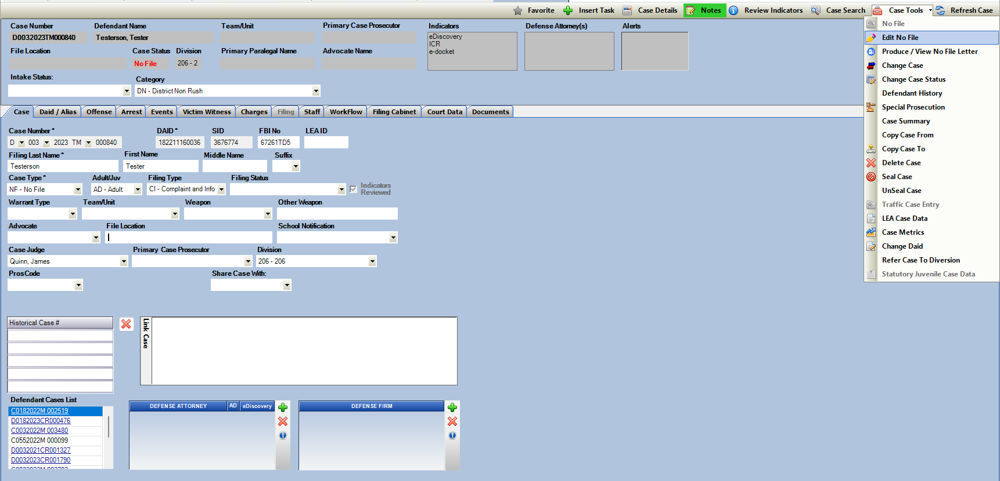 Favorite Insert Task Case Details Notes Review Indicators Case Search Case Tools Refresh Case
Case Number Defendant Name Team/Unit Primary Case Prosecutor Indicators Defense Attorney(s) Alerts
D0032023TM000840 Testerson, Tester
eDiscovery
ICR
e-docket
File Location Case Status Division Primary Paralegal Name Advocate Name
No File 206 - 2
Intake Status: Category
DN - District Non Rush
No File
Edit No File
Produce / View No File Letter
Change Case
Change Case Status
Defendant History
Special Prosecution
Case Summary
Copy Case From
Copy Case To
Delete Case
Seal Case
UnSeal Case
Traffic Case Entry
LEA Case Data
Case Metrics
Change Daid
Refer Case To Diversion
Statutory Juvenile Case Data
Case Daid / Alias Offense Arrest Events Victim Witness Charges Filing Staff WorkFlow Filing Cabinet Court Data Documents
Case Number * DAID * SID FBI No LEA ID
D 003 2023 TM 000840 182211160036 3676774 67261TD5
Filing Last Name * First Name Middle Name Suffix
Testerson Tester
Case Type * Adult/Juv Filing Type Filing Status
NF - No File AD - Adult CI - Complaint and Info
Indicators
Reviewed
Warrant Type Team/Unit Weapon Other Weapon
Advocate File Location School Notification
Case Judge Primary Case Prosecutor Division
Quinn, James 206 - 206
Pros Code Share Case With:
Historical Case #
Link Case
Defendant Cases List
C0182022M 002519
D0182023CR000476
C0032022M 003480
C0552022M 000099
D0032021CR001327
D0032023CR001790
DEFENSE ATTORNEY AD eDiscovery
DEFENSE FIRM